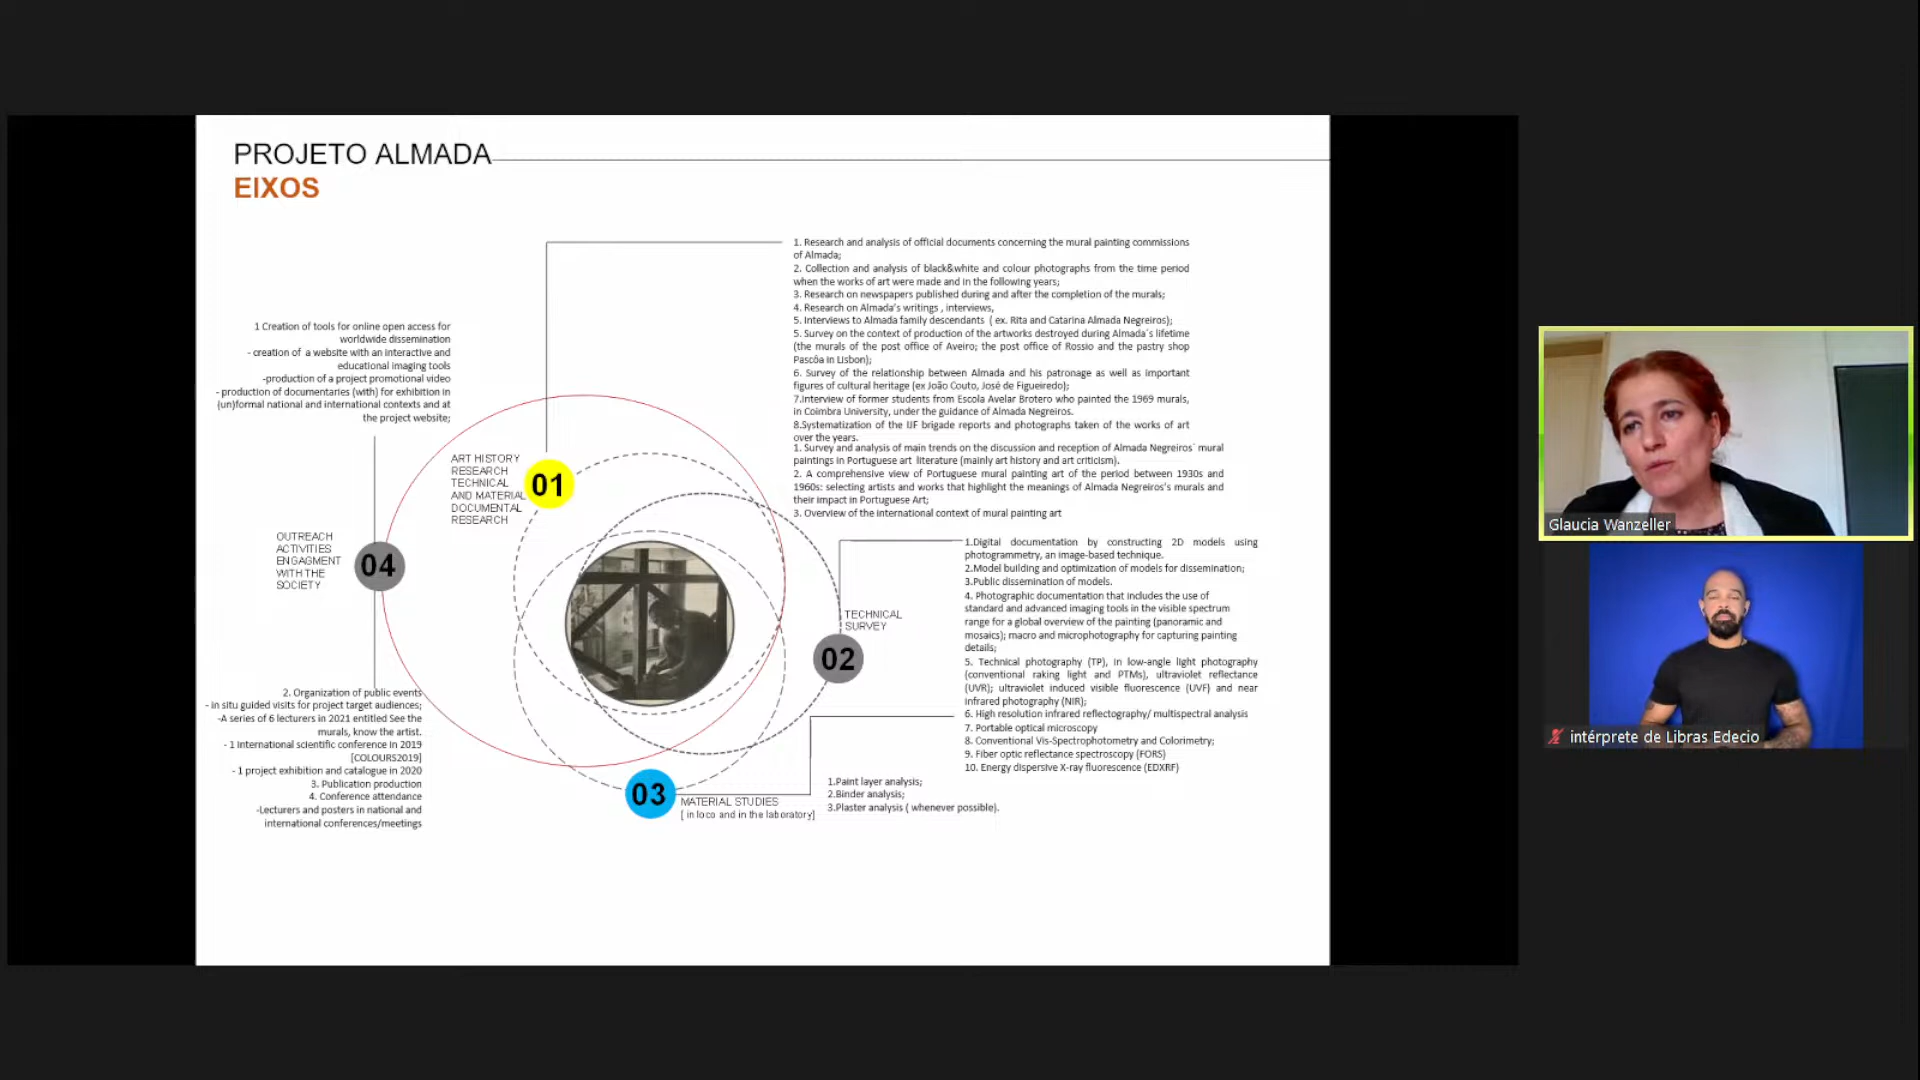 PROJETO ALMADA
EIXOS
1. Research and analysis of official documents concerning the mural painting commissions
of Almada;
2. Collection and analysis of black&white and colour photographs from the time period
when the works of art were made and in the following years;
3. Research on newspapers published during and after the completion of the murals;
4. Research on Almada's writings , interviews,
5. Interviews to Almada family descendants ( ex. Rita and Catarina Almada Negreiros);
5. Survey on the context of production of the artworks destroyed during Almada´s lifetime
(the murals of the post office of Aveiro; the post office of Rossio and the pastry shop
Pascôa in Lisbon);
6. Survey of the relationship between Almada and his patronage as well as important
figures of cultural heritage (ex João Couto, José de Figueiredo);
7.Interview of former students from Escola Avelar Brotero who painted the 1969 murals,
in Coimbra University, under the guidance of Almada Negreiros.
8.Systematization of the IJF brigade reports and photographs taken of the works of art
over the years.
1. Survey and analysis of main trends on the discussion and reception of Almada Negreiros´ mural
paintings in Portuguese art literature (mainly art history and art criticism).
2. A comprehensive view of Portuguese mural painting art of the period between 1930s and
1960s: selecting artists and works that highlight the meanings of Almada Negreiros's murals and
their impact in Portuguese Art;
3. Overview of the international context of mural painting art
1 Creation of tools for online open access for
worldwide dissemination
- creation of a website with an interactive and
educational imaging tools
-production of a project promotional video
- production of documentaries (with) for exhibition in
(un)formal national and international contexts and at
the project website;
ART HISTORY
RESEARCH
TECHNICAL
AND MATERIAL
DOCUMENTAL
RESEARCH
01
OUTREACH
ACTIVITIES
ENGAGMENT
WITH THE
SOCIETY
04
1.Digital documentation by constructing 2D models using
photogrammetry, an image-based technique.
2.Model building and optimization of models for dissemination;
3.Public dissemination of models.
4. Photographic documentation that includes the use of
standard and advanced imaging tools in the visible spectrum
range for a global overview of the painting (panoramic and
mosaics); macro and microphotography for capturing painting
details;
5. Technical photography (TP), in low-angle light photography
(conventional raking light and PTMs), ultraviolet reflectance
(UVR); ultraviolet induced visible fluorescence (UVF) and near
infrared photography (NIR);
6. High resolution infrared reflectography/ multispectral analysis
7. Portable optical microscopy
8. Conventional Vis-Spectrophotometry and Colorimetry;
9. Fiber optic reflectance spectroscopy (FORS)
10. Energy dispersive X-ray fluorescence (EDXRF)
TECHNICAL
SURVEY
02
2. Organization of public events
- in situ guided visits for project target audiences;
-A series of 6 lecturers in 2021 entitled See the
murals, know the artist.
- 1 international scientific conference in 2019
[COLOURS2019]
- 1 project exhibition and catalogue in 2020
3. Publication production
4. Conference attendance
-Lecturers and posters in national and
international conferences/meetings
03
MATERIAL STUDIES
[ in loco and in the laboratory]
1.Paint layer analysis;
2.Binder analysis;
3.Plaster analysis ( whenever possible).
Glaucia Wanzeller
intérprete de Libras Edecio